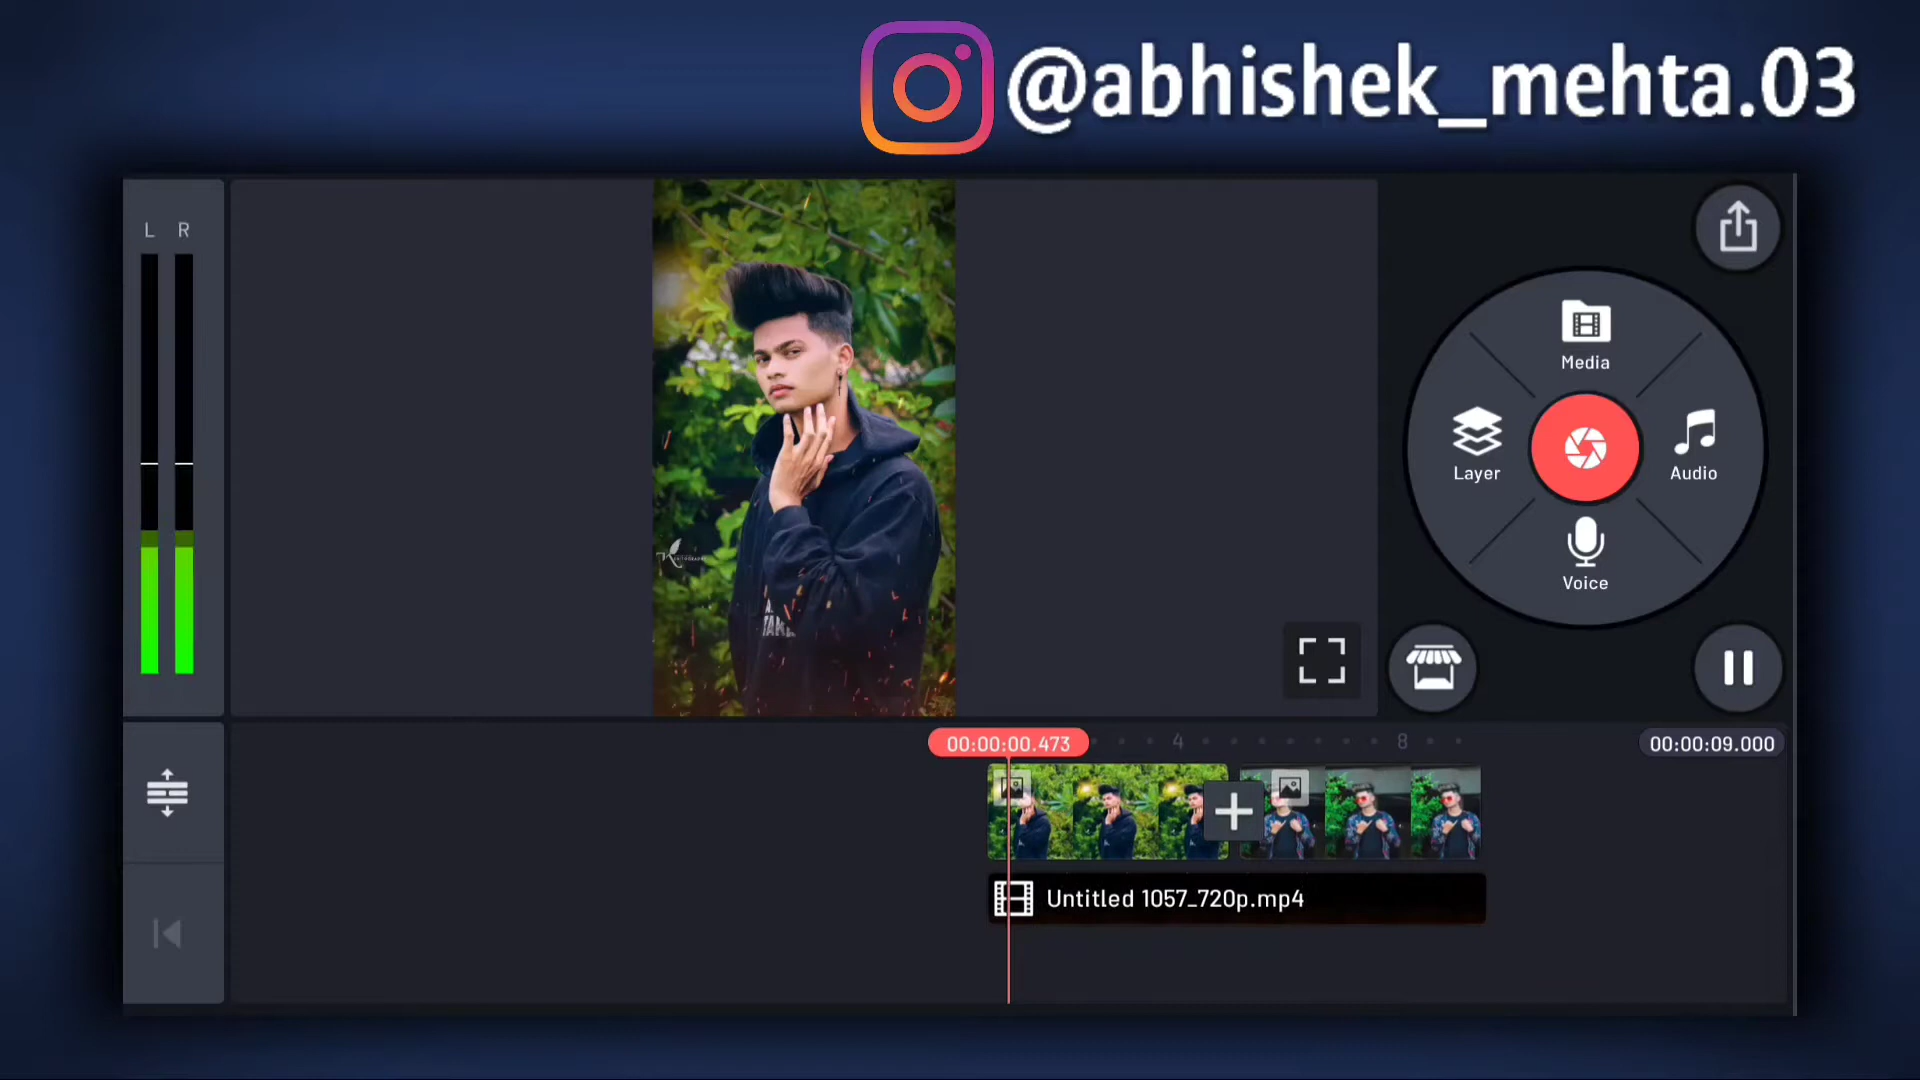 @abhishek_mehta.03
L R
Media
Layer
Audio
Voice
00:00:00.473
4
8
00:00:09.000
Untitled 1057_720p.mp4